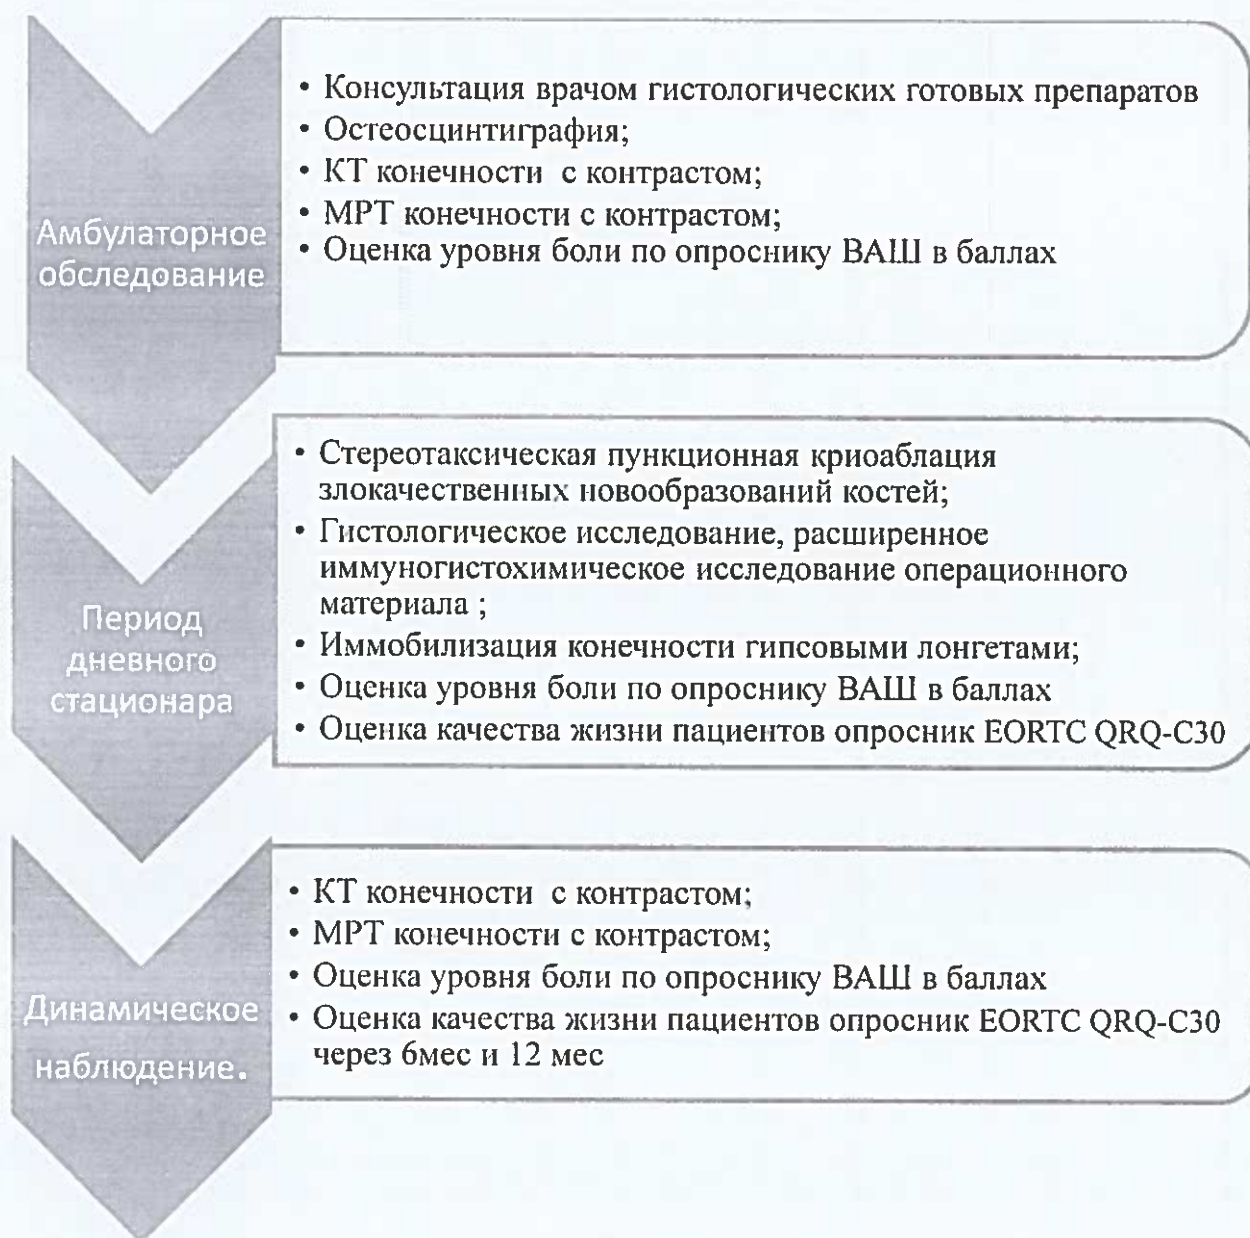 Амбулаторное
обследование
• Консультация врачом гистологических готовых препаратов
• Остеосцинтиграфия;
• КТ конечности с контрастом;
• МРТ конечности с контрастом;
• Оценка уровня боли по опроснику ВАШ в баллах
Период
дневного
стационара
• Стереотаксическая пункционная криоаблация
злокачественных новообразований костей;
• Гистологическое исследование, расширенное
иммуногистохимическое исследование операционного
материала ;
• Иммобилизация конечности гипсовыми лонгетами;
• Оценка уровня боли по опроснику ВАШ в баллах
• Оценка качества жизни пациентов опросник EORTC QRQ-C30
Динамическое
наблюдение.
• КТ конечности с контрастом;
• МРТ конечности с контрастом;
• Оценка уровня боли по опроснику ВАШ в баллах
• Оценка качества жизни пациентов опросник EORTC QRQ-C30
через 6мес и 12 мес